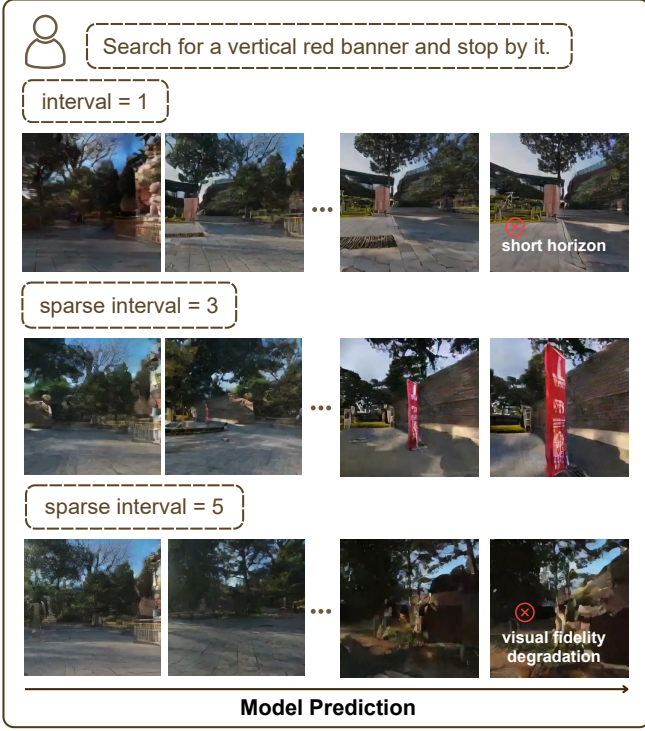 Search for a vertical red banner and stop by it.
interval = 1
...
short horizon
sparse interval = 3
...
sparse interval = 5
...
visual fidelity
degradation
Model Prediction